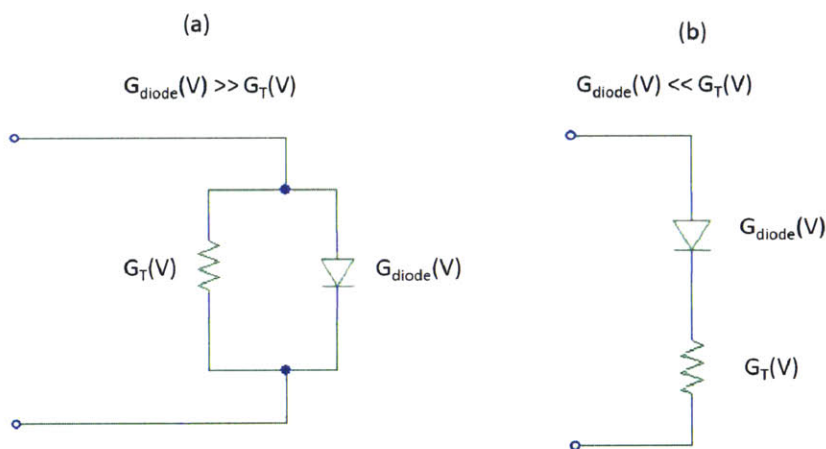 (a)
G_diode(V) >> G_T(V)
G_T(V)
G_diode(V)
(b)
G_diode(V) << G_T(V)
G_diode(V)
G_T(V)